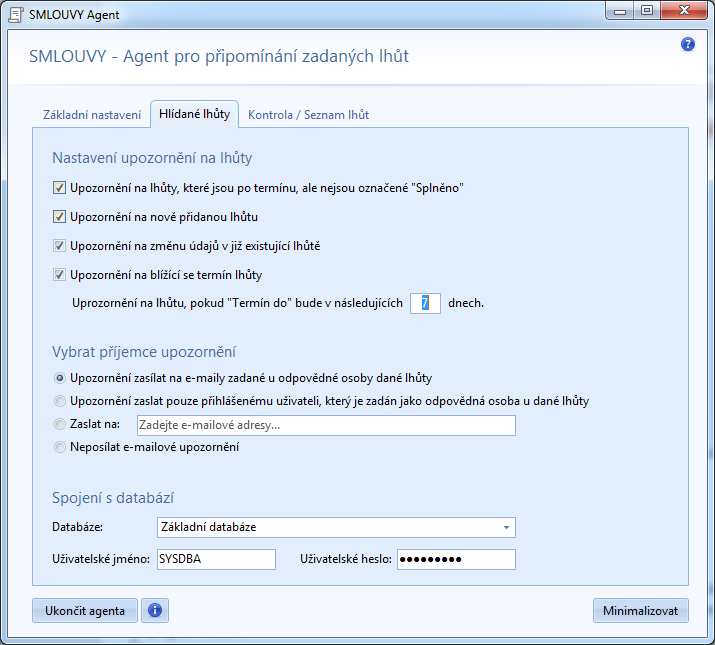 SMLOUVY Agent
SMLOUVY - Agent pro připomínání zadaných lhůt
?
Základní nastavení Hlídané lhůty Kontrola / Seznam lhůt
Nastavení upozornění na lhůty
Upozornění na lhůty, které jsou po termínu, ale nejsou označené "Splněno"
Upozornění na nově přidanou lhůtu
Upozornění na změnu údajů v již existující lhůtě
Upozornění na blížící se termín lhůty
Uprozornění na lhůtu, pokud "Termín do" bude v následujících 7 dnech.
Vybrat příjemce upozornění
Upozornění zasílat na e-maily zadané u odpovědné osoby dané lhůty
Upozornění zaslat pouze přihlášenému uživateli, který je zadán jako odpovědná osoba u dané lhůty
Zaslat na: Zadejte e-mailové adresy...
Neposílat e-mailové upozornění
Spojení s databází
Databáze: Základní databáze
Uživatelské jméno: SYSDBA Uživatelské heslo: ●●●●●●●●●
Ukončit agenta i Minimalizovat